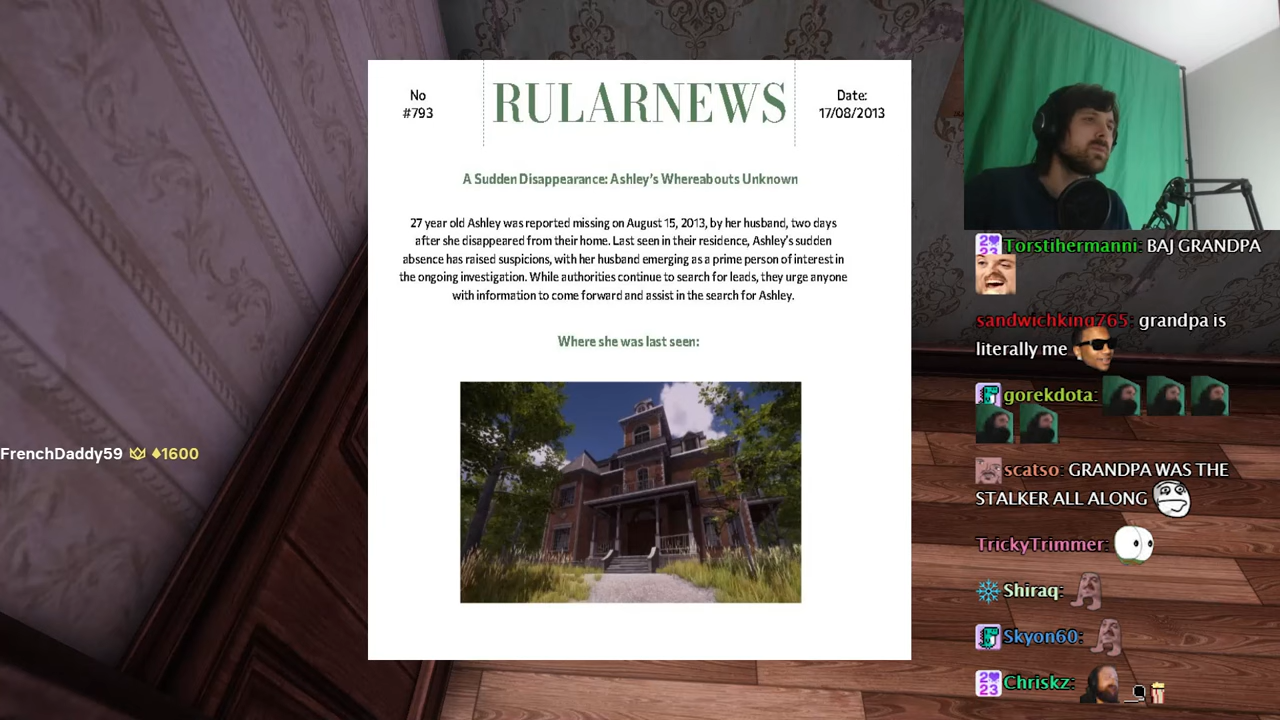 No
#793
RULARNEWS
Date:
17/08/2013
A Sudden Disappearance: Ashley's Whereabouts Unknown
27 year old Ashley was reported missing on August 15, 2013, by her husband, two days
after she disappeared from their home. Last seen in their residence, Ashley's sudden
absence has raised suspicions, with her husband emerging as a prime person of interest in
the ongoing investigation. While authorities continue to search for leads, they urge anyone
with information to come forward and assist in the search for Ashley.
Where she was last seen:
FrenchDaddy59 1600
Torstihermanni: BAJ GRANDPA
sandwichking765: grandpa is
literally me
gorekdota:
scatso: GRANDPA WAS THE
STALKER ALL ALONG
TrickyTrimmer:
Shiraq:
Skyon60:
Chriskz: